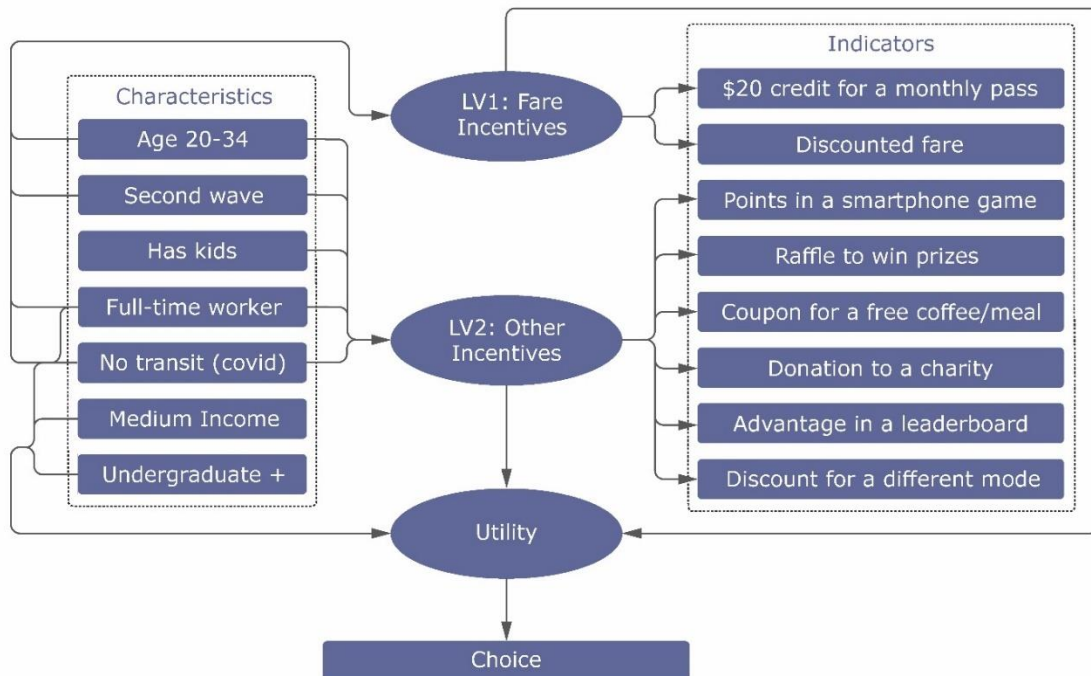 Characteristics
Age 20-34
Second wave
Has kids
Full-time worker
No transit (covid)
Medium Income
Undergraduate +
LV1: Fare
Incentives
LV2: Other
Incentives
Utility
Choice
Indicators
$20 credit for a monthly pass
Discounted fare
Points in a smartphone game
Raffle to win prizes
Coupon for a free coffee/meal
Donation to a charity
Advantage in a leaderboard
Discount for a different mode